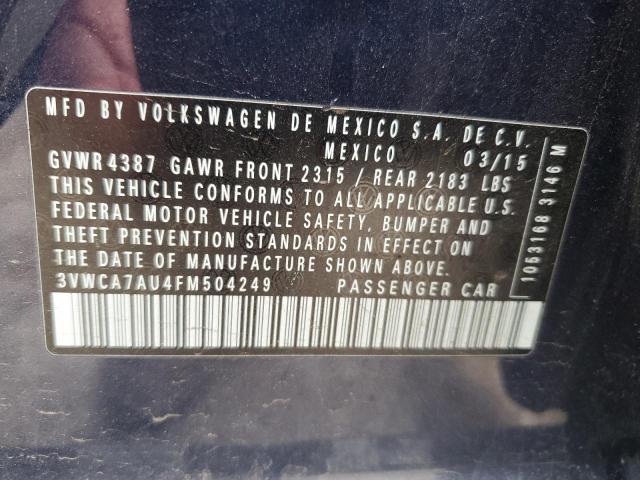 MFD BY VOLKSWAGEN DE MEXICO S.A. DE C.V.
MEXICO 03/15
GVWR 4387 GAWR FRONT 2315 / REAR 2183 LBS
THIS VEHICLE CONFORMS TO ALL APPLICABLE U.S.
FEDERAL MOTOR VEHICLE SAFETY, BUMPER AND
THEFT PREVENTION STANDARDS IN EFFECT ON
THE DATE OF MANUFACTURE SHOWN ABOVE.
3VWCA7AU4FM504249 PASSENGER CAR
1053168 3146 M